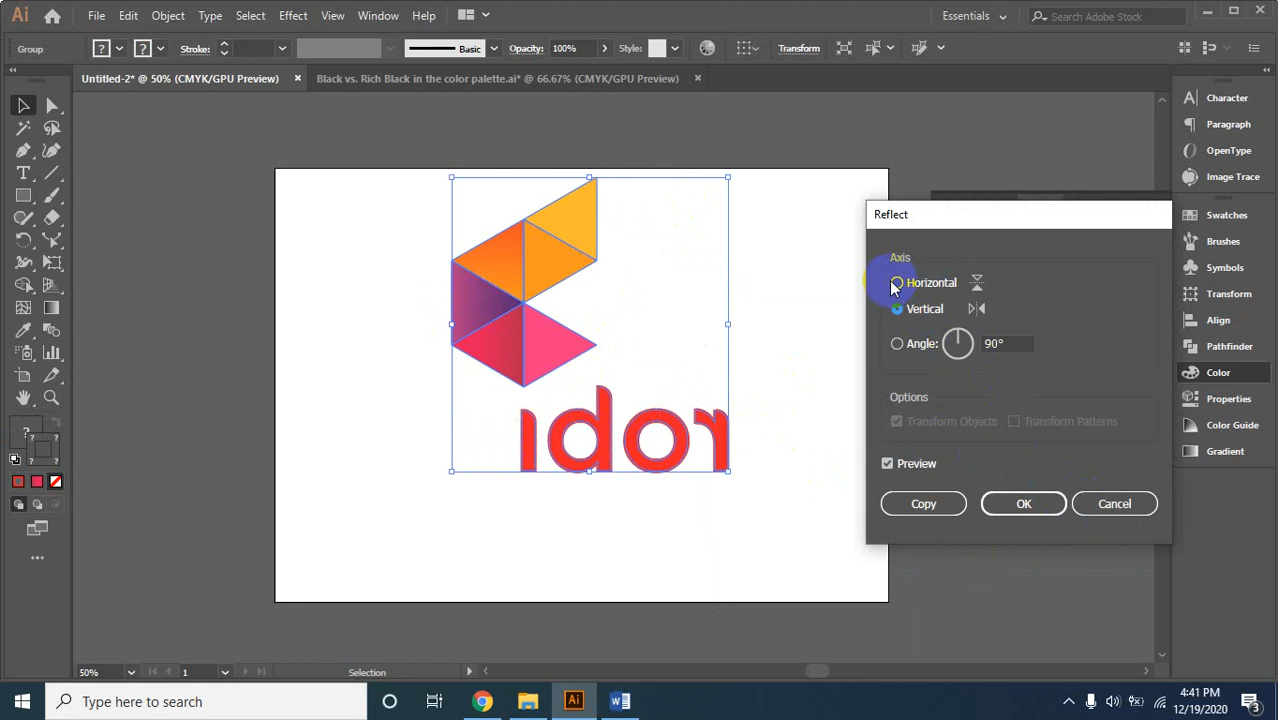 Ai File Edit Object Type Select Effect View Window Help Essentials Search Adobe Stock
Group ? ? Stroke: Basic Opacity: 100% Style: Transform
Untitled-2* @ 50% (CMYK/GPU Preview) × Black vs. Rich Black in the color palette.ai* @ 66.67% (CMYK/GPU Preview) ×
Character
Paragraph
OpenType
Image Trace
Swatches
Brushes
Symbols
Transform
Align
Pathfinder
Color
Properties
Color Guide
Gradient
Reflect
Axis
Horizontal
Vertical
Angle: 90°
Options
Transform Objects Transform Patterns
Preview
Copy OK Cancel
ıdor
?
? ?
? ?
50% 1 Selection
Type here to search Ai W 4:41 PM
12/19/2020 3